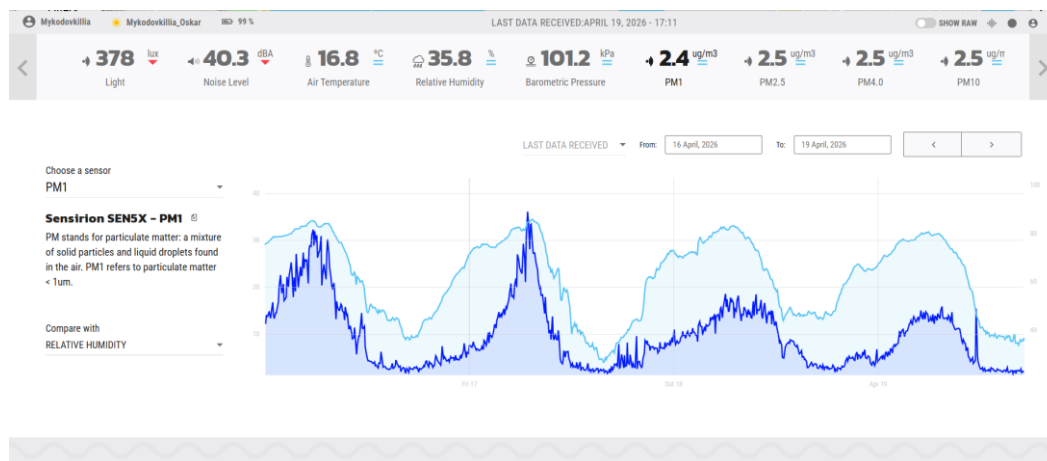 Mykodovkillia Mykodovkillia_Oskar 99 % LAST DATA RECEIVED:APRIL 19, 2026 - 17:11 SHOW RAW
378 lux
Light
40.3 dBA
Noise Level
16.8 °C
Air Temperature
35.8 %
Relative Humidity
101.2 kPa
Barometric Pressure
2.4 ug/m3
PM1
2.5 ug/m3
PM2.5
2.5 ug/m3
PM4.0
2.5
PM10
LAST DATA RECEIVED From: 16 April, 2026 To: 19 April, 2026
Choose a sensor
PM1
Sensirion SEN5X – PM1
PM stands for particulate matter: a mixture
of solid particles and liquid droplets found
in the air. PM1 refers to particulate matter
< 1um.
Compare with
RELATIVE HUMIDITY
40
30
20
10
100
80
60
40
Fri 17
Sat 18
Apr 19